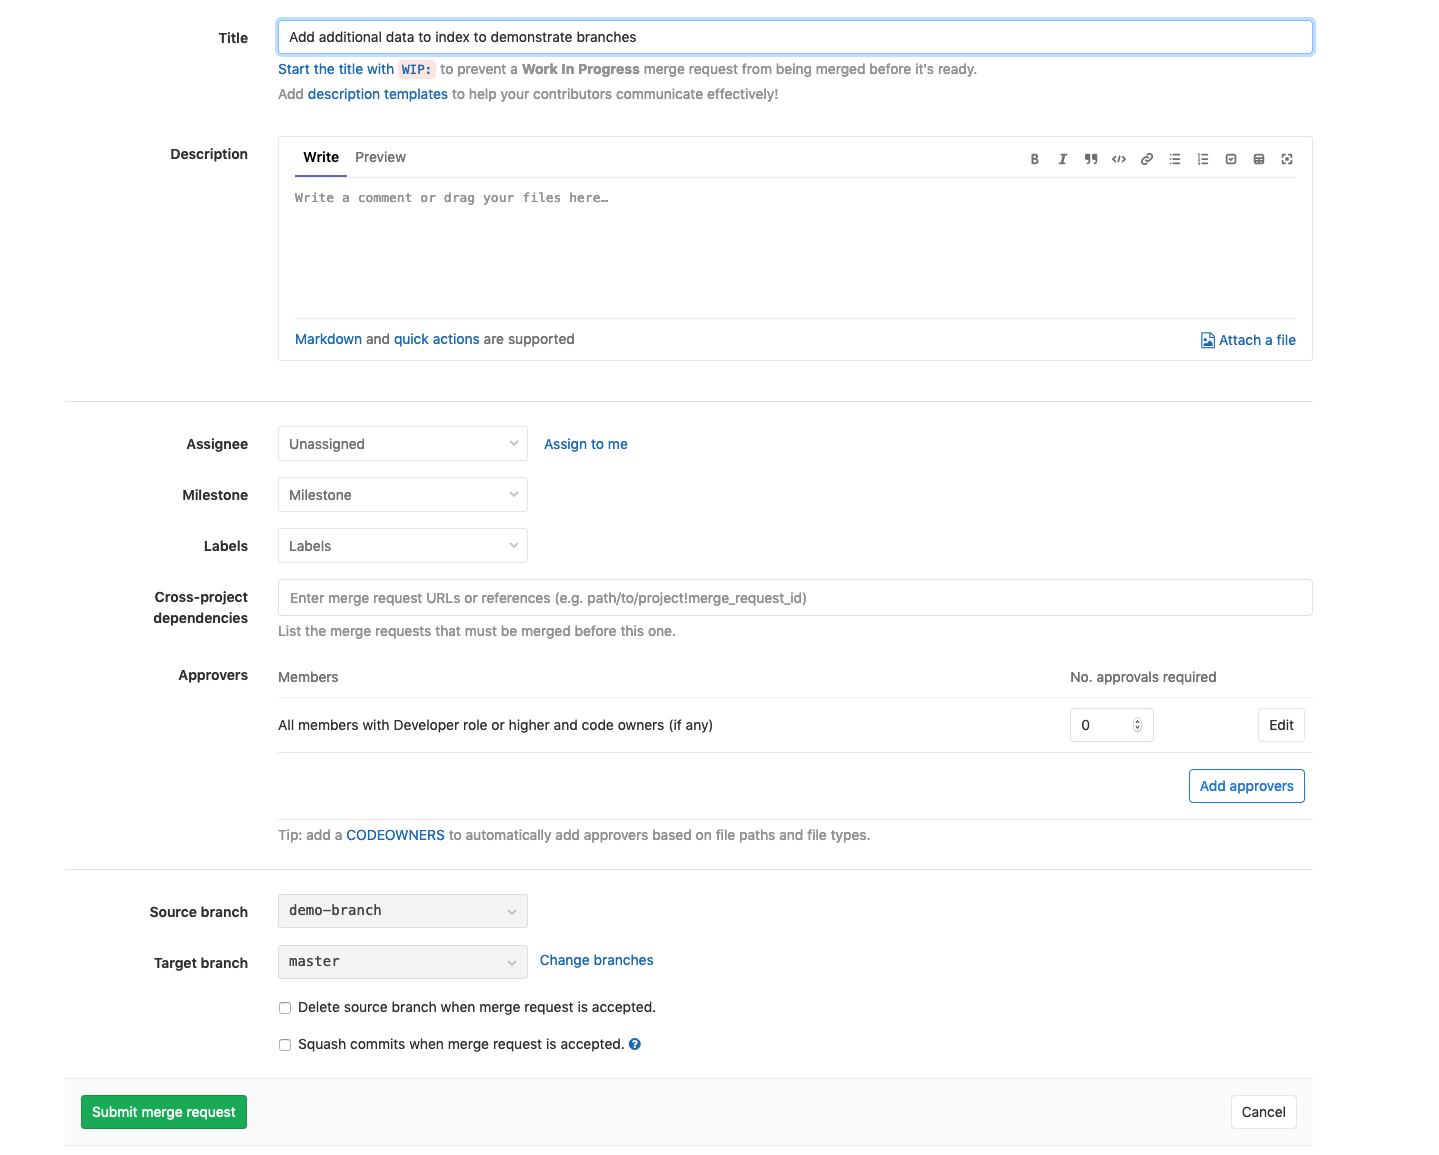 Title
Add additional data to index to demonstrate branches
Start the title with WIP: to prevent a Work In Progress merge request from being merged before it's ready.
Add description templates to help your contributors communicate effectively!
Description
Write Preview
Write a comment or drag your files here…
Markdown and quick actions are supported
Attach a file
Assignee
Unassigned
Assign to me
Milestone
Milestone
Labels
Labels
Cross-project
dependencies
Enter merge request URLs or references (e.g. path/to/project!merge_request_id)
List the merge requests that must be merged before this one.
Approvers
Members
No. approvals required
All members with Developer role or higher and code owners (if any)
0
Edit
Add approvers
Tip: add a CODEOWNERS to automatically add approvers based on file paths and file types.
Source branch
demo-branch
Target branch
master
Change branches
Delete source branch when merge request is accepted.
Squash commits when merge request is accepted.
Submit merge request
Cancel